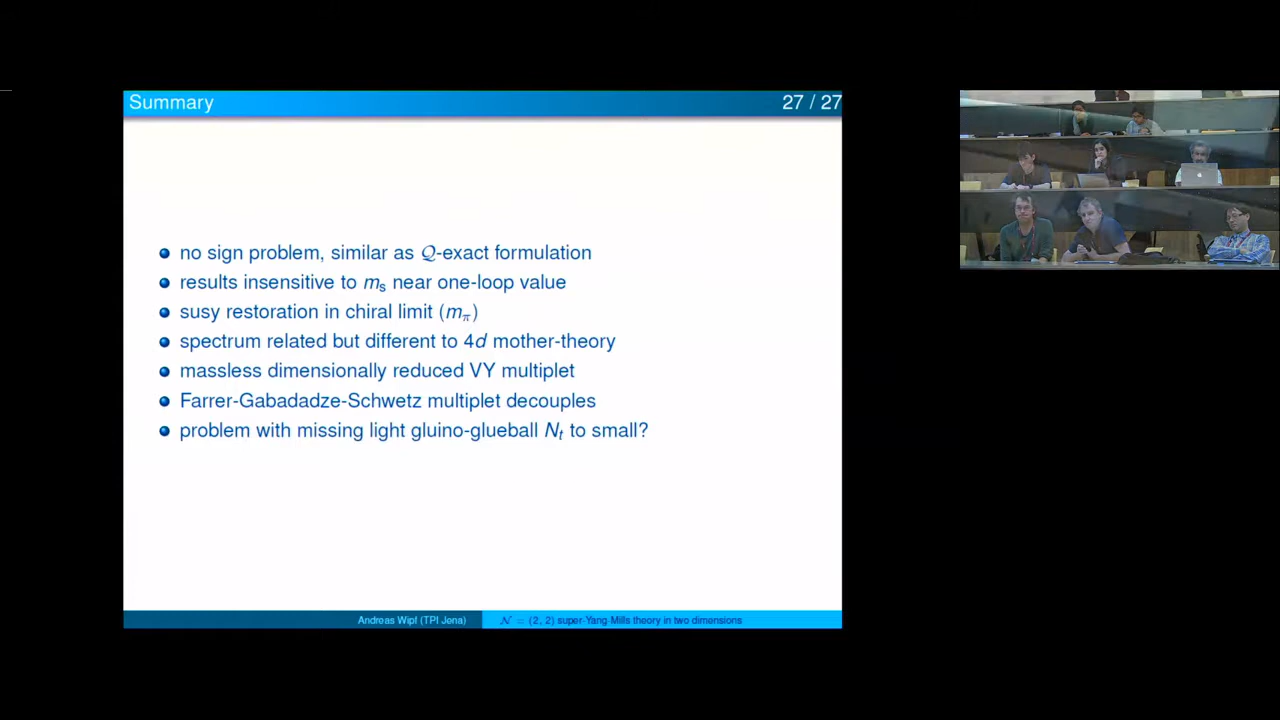 Summary 27 / 27
no sign problem, similar as 𝒬-exact formulation
results insensitive to mₛ near one-loop value
susy restoration in chiral limit (m_π)
spectrum related but different to 4d mother-theory
massless dimensionally reduced VY multiplet
Farrer-Gabadadze-Schwetz multiplet decouples
problem with missing light gluino-glueball Nₜ to small?
Andreas Wipf (TPI Jena) 𝒩 = (2, 2) super-Yang-Mills theory in two dimensions